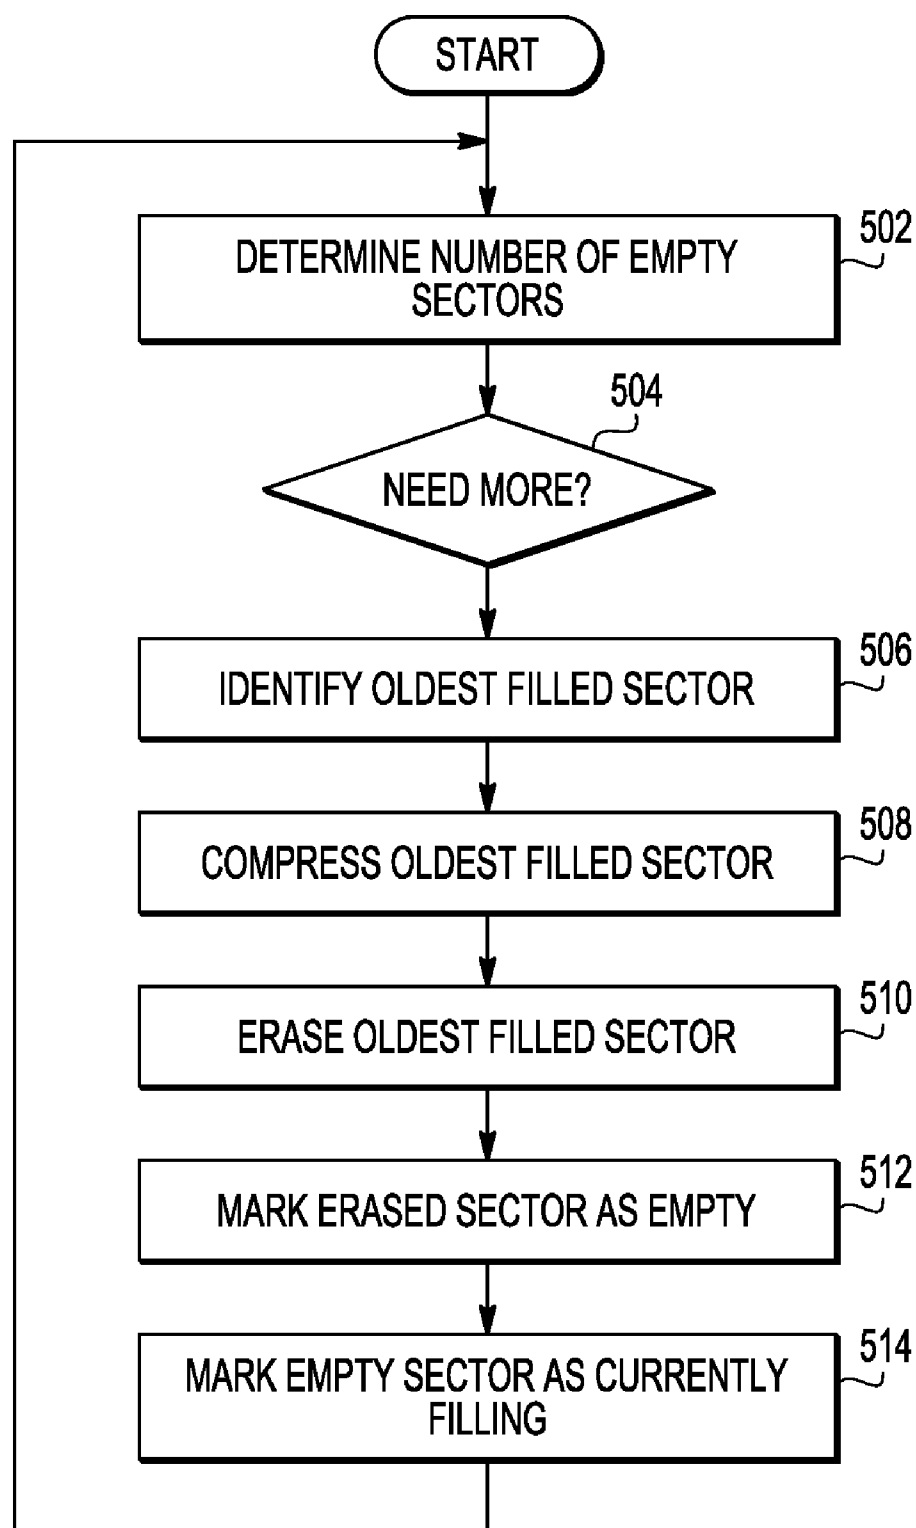 START
DETERMINE NUMBER OF EMPTY
SECTORS
502
504
NEED MORE?
506
IDENTIFY OLDEST FILLED SECTOR
508
COMPRESS OLDEST FILLED SECTOR
510
ERASE OLDEST FILLED SECTOR
512
MARK ERASED SECTOR AS EMPTY
514
MARK EMPTY SECTOR AS CURRENTLY
FILLING